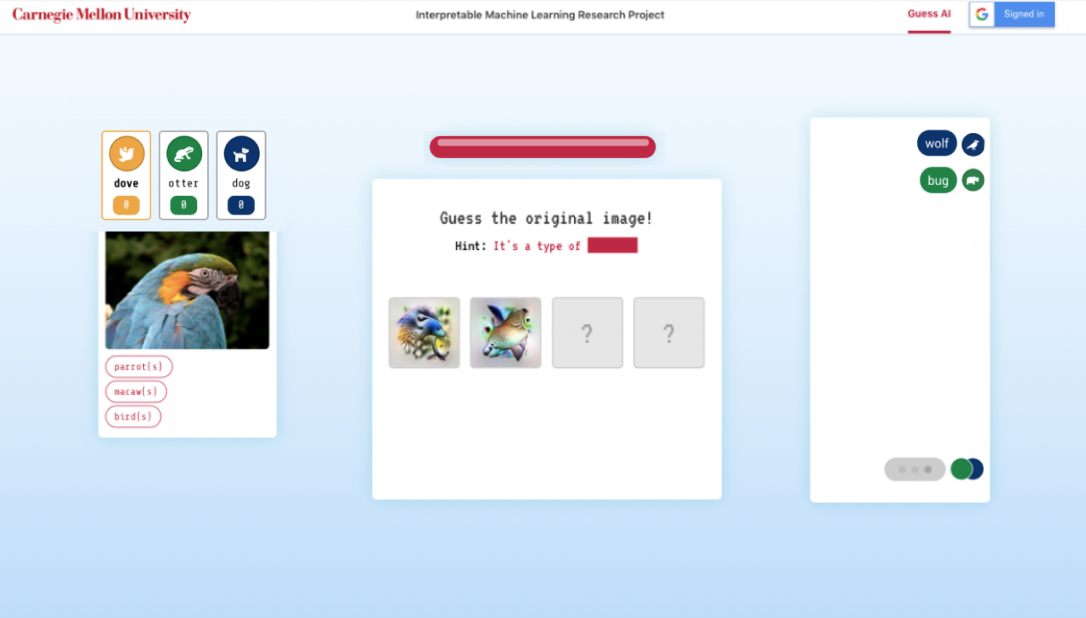 Carnegie Mellon University
Interpretable Machine Learning Research Project
Guess AI
Signed in
dove
otter
dog
0
0
0
parrot(s)
macaw(s)
bird(s)
Guess the original image!
Hint: It's a type of
?
?
wolf
bug